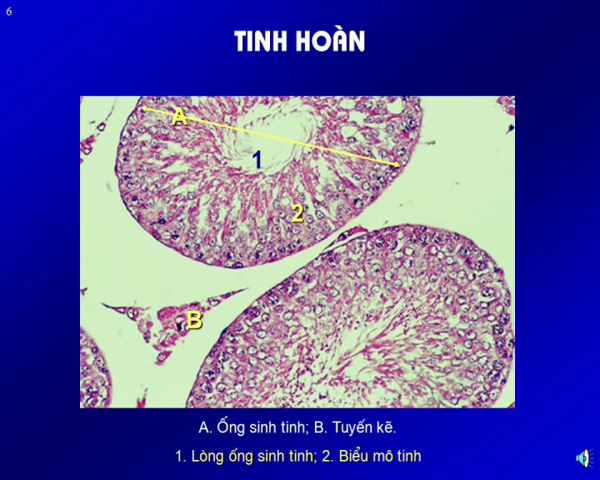 6
TINH HOÀN
A
1
2
B
A. Ống sinh tinh; B. Tuyến kẽ.
1. Lòng ống sinh tinh; 2. Biểu mô tinh